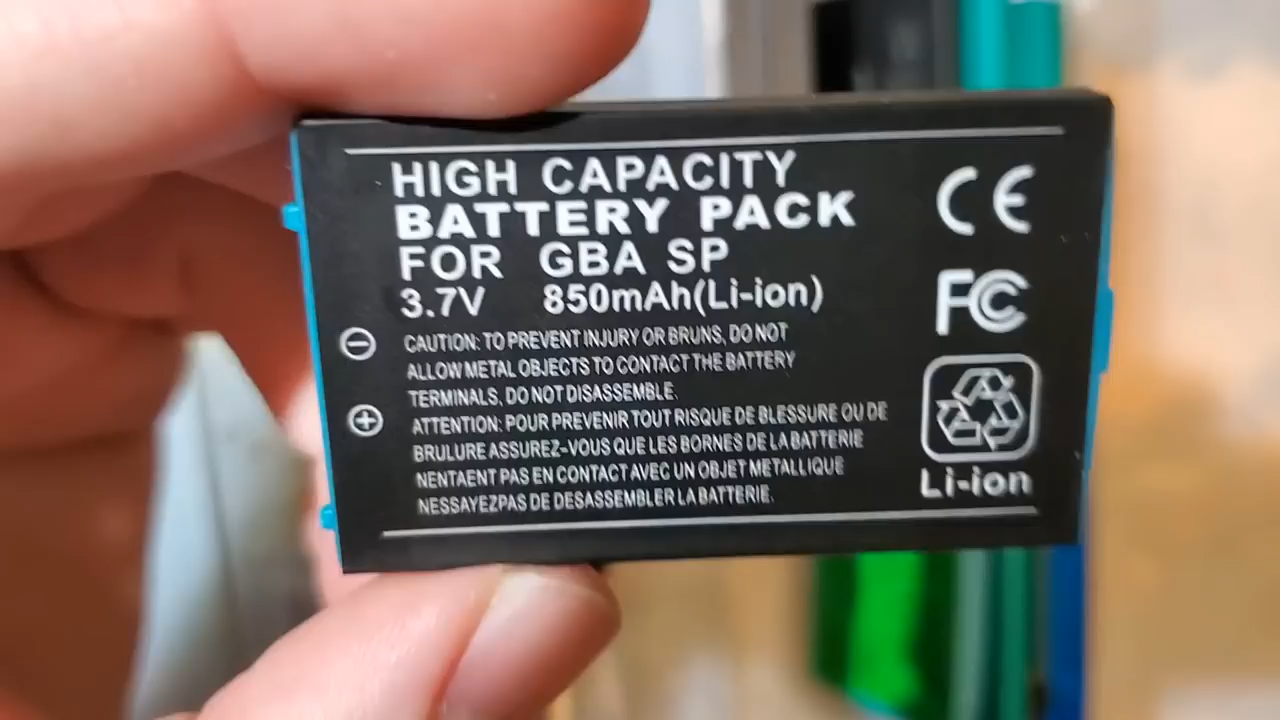 HIGH CAPACITY
BATTERY PACK
FOR GBA SP
3.7V 850mAh(Li-ion)
CAUTION: TO PREVENT INJURY OR BRUNS, DO NOT
ALLOW METAL OBJECTS TO CONTACT THE BATTERY
TERMINALS, DO NOT DISASSEMBLE.
ATTENTION: POUR PREVENIR TOUT RISQUE DE BLESSURE OU DE
BRULURE ASSUREZ-VOUS QUE LES BORNES DE LA BATTERIE
NENTAENT PAS EN CONTACT AVEC UN OBJET METALLIQUE
NESSAYEZPAS DE DESASSEMBLER LA BATTERIE.
CE
FC
Li-ion